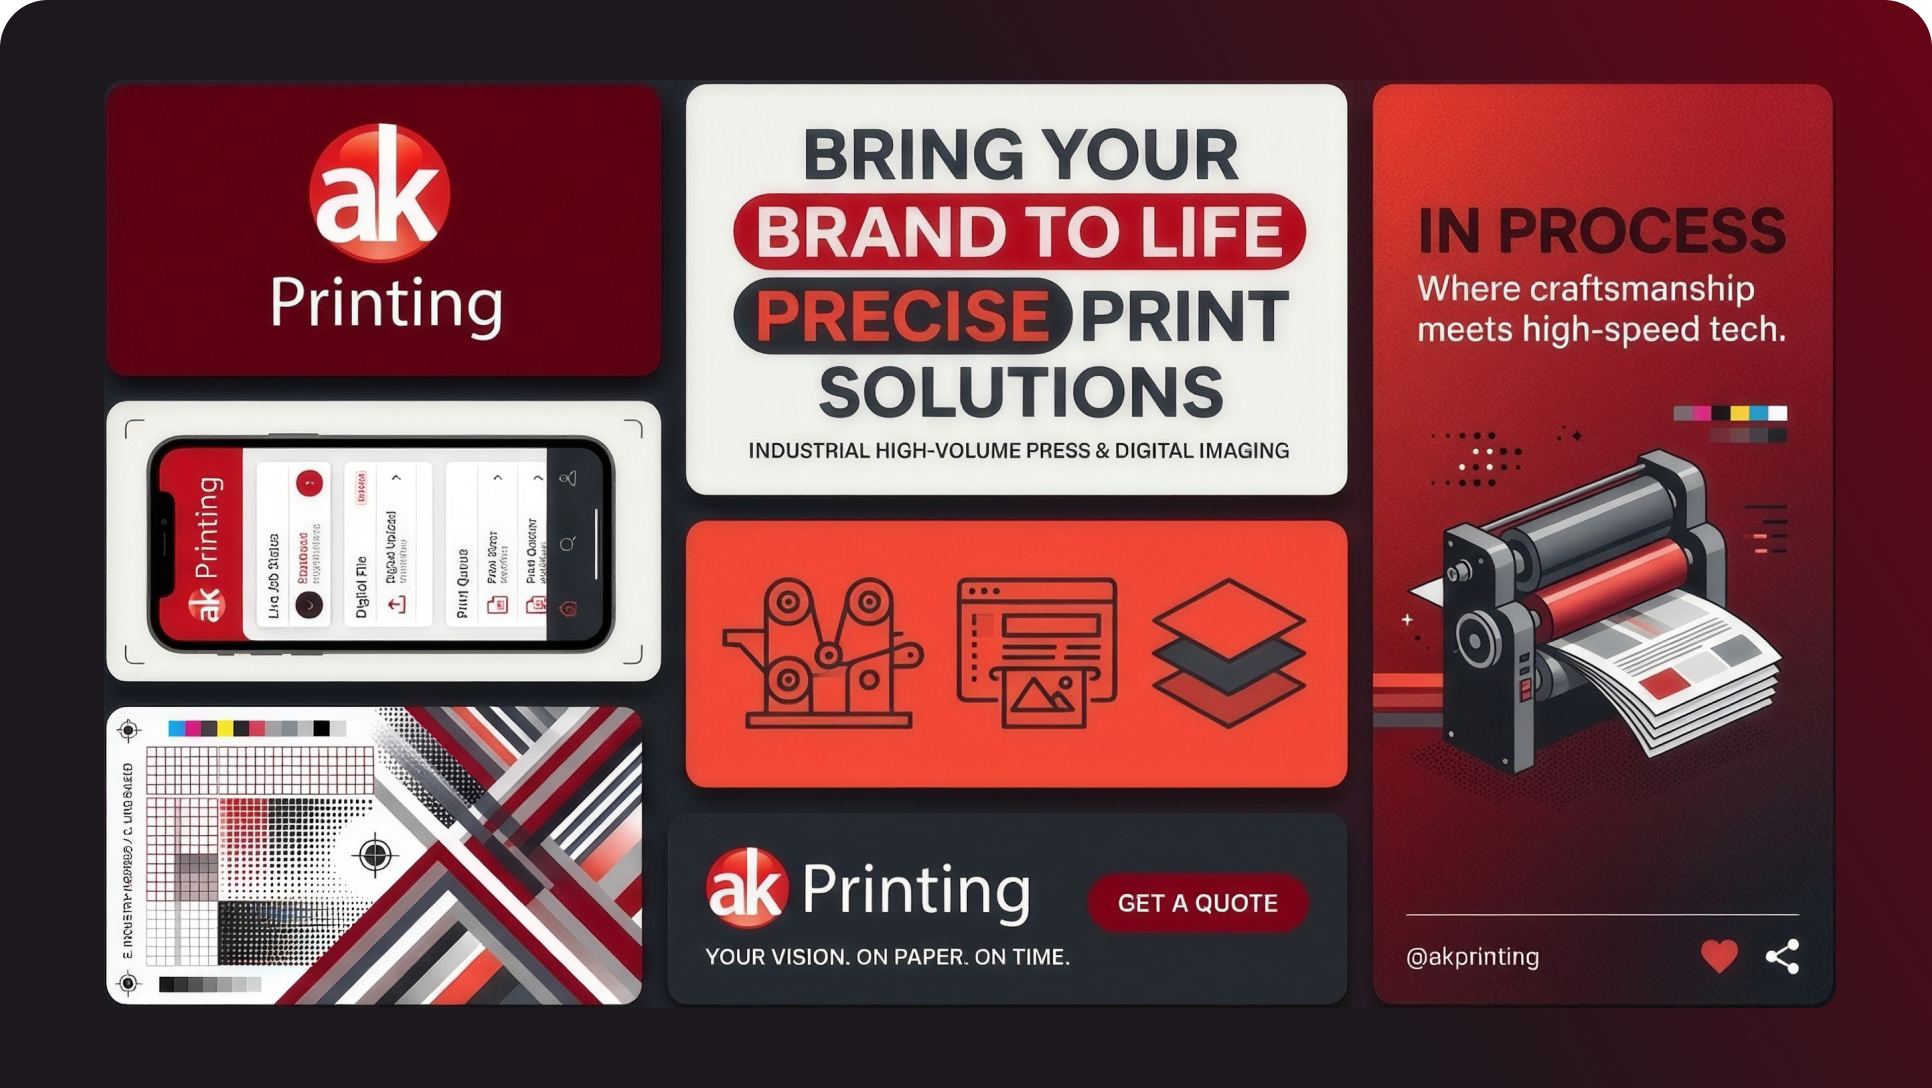 ak
Printing
BRING YOUR
BRAND TO LIFE
PRECISE PRINT
SOLUTIONS
INDUSTRIAL HIGH-VOLUME PRESS & DIGITAL IMAGING
IN PROCESS
Where craftsmanship
meets high-speed tech.
ak Printing
Digital File
ak Printing
GET A QUOTE
YOUR VISION. ON PAPER. ON TIME.
@akprinting